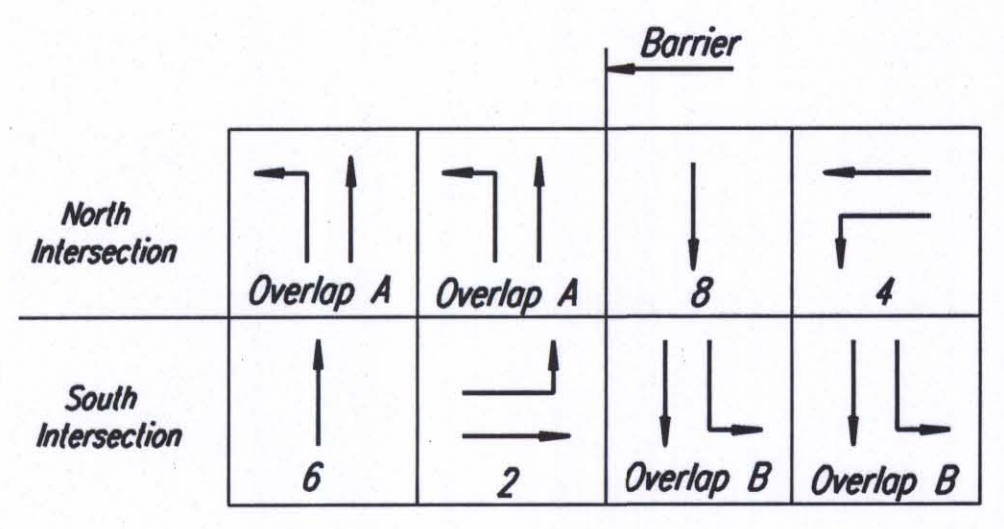 Barrier
North
Intersection
Overlap A
Overlap A
8
4
South
Intersection
6
2
Overlap B
Overlap B